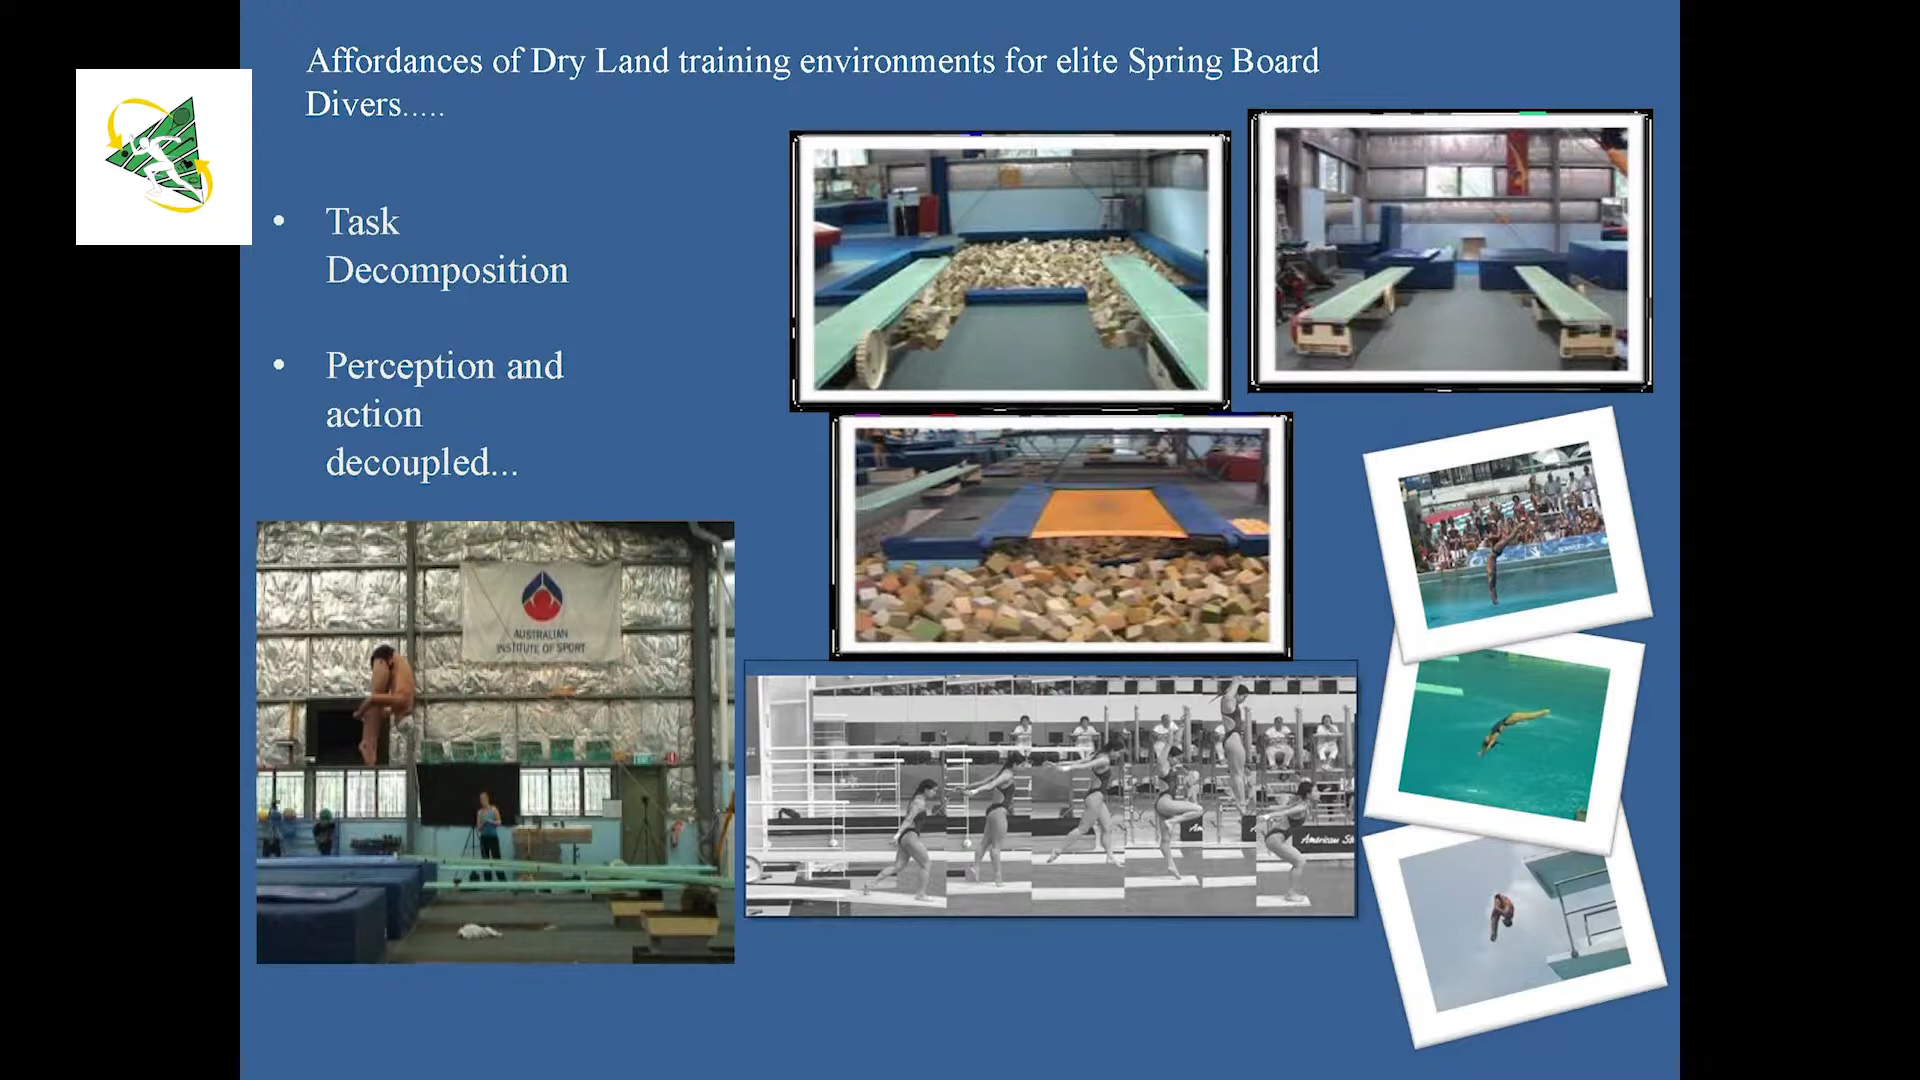 Affordances of Dry Land training environments for elite Spring Board
Divers.....
• Task
Decomposition
• Perception and
action
decoupled...
AUSTRALIAN
INSTITUTE OF SPORT
American